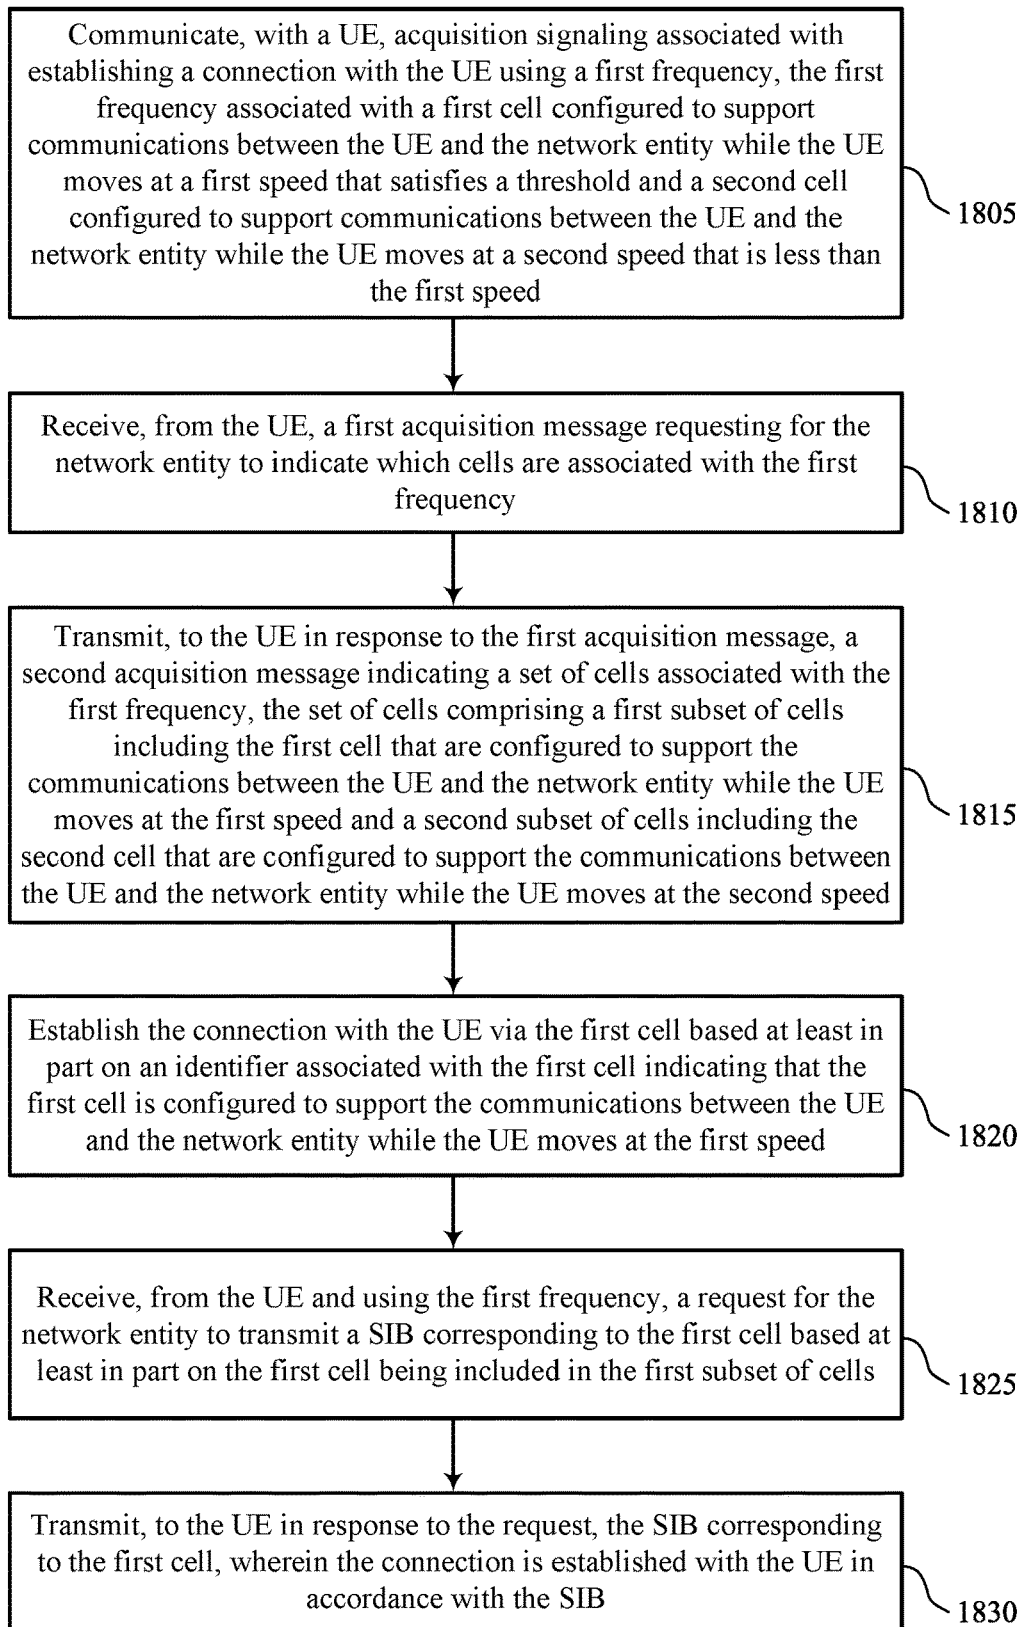 Communicate, with a UE, acquisition signaling associated with
establishing a connection with the UE using a first frequency, the first
frequency associated with a first cell configured to support
communications between the UE and the network entity while the UE
moves at a first speed that satisfies a threshold and a second cell
configured to support communications between the UE and the
network entity while the UE moves at a second speed that is less than
the first speed
1805
Receive, from the UE, a first acquisition message requesting for the
network entity to indicate which cells are associated with the first
frequency
1810
Transmit, to the UE in response to the first acquisition message, a
second acquisition message indicating a set of cells associated with the
first frequency, the set of cells comprising a first subset of cells
including the first cell that are configured to support the
communications between the UE and the network entity while the UE
moves at the first speed and a second subset of cells including the
second cell that are configured to support the communications between
the UE and the network entity while the UE moves at the second speed
1815
Establish the connection with the UE via the first cell based at least in
part on an identifier associated with the first cell indicating that the
first cell is configured to support the communications between the UE
and the network entity while the UE moves at the first speed
1820
Receive, from the UE and using the first frequency, a request for the
network entity to transmit a SIB corresponding to the first cell based at
least in part on the first cell being included in the first subset of cells
1825
Transmit, to the UE in response to the request, the SIB corresponding
to the first cell, wherein the connection is established with the UE in
accordance with the SIB
1830